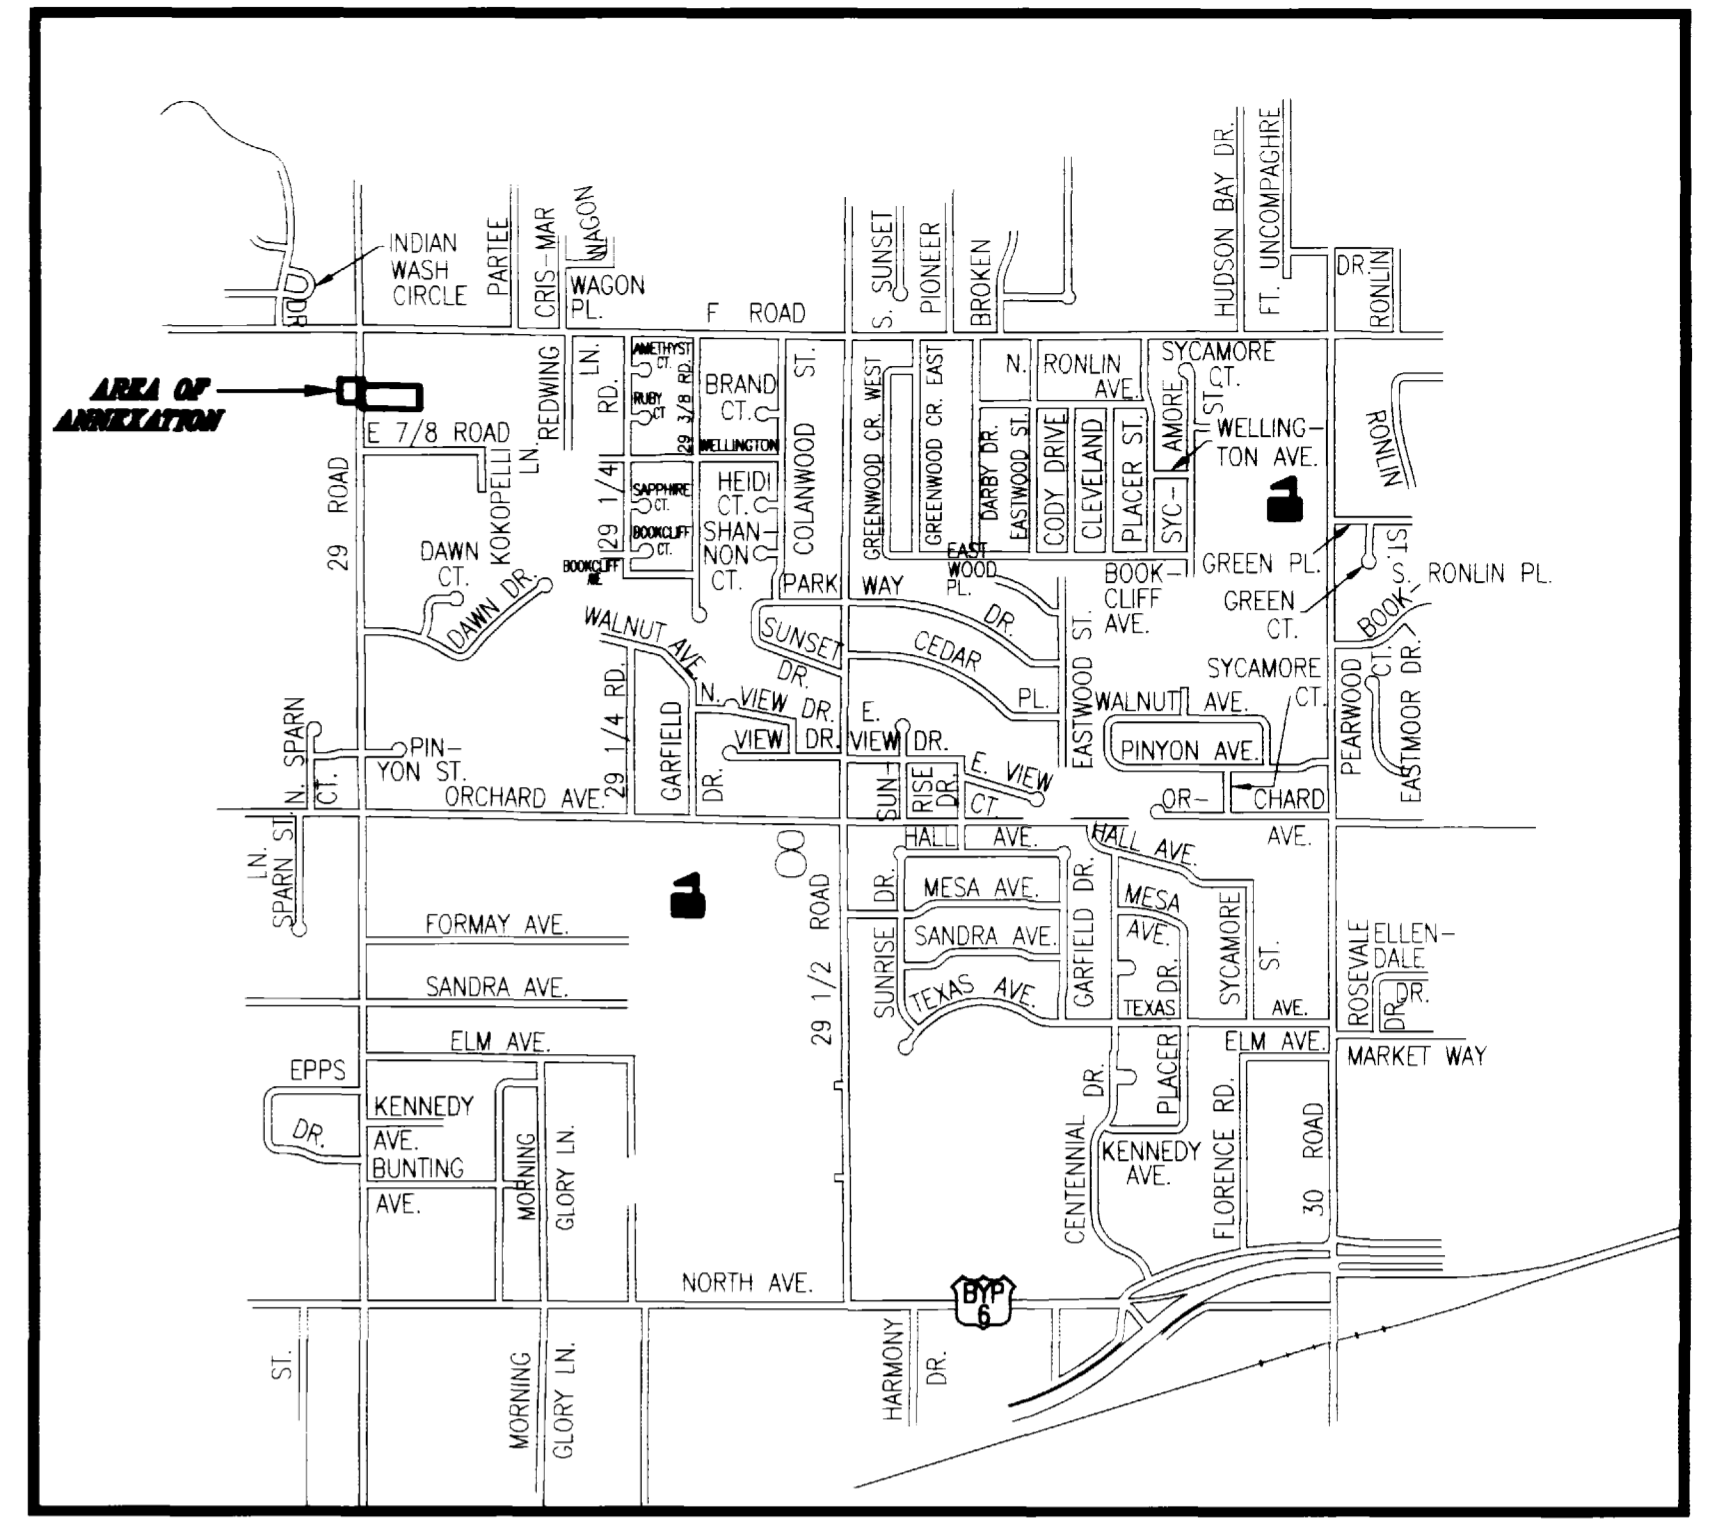 INDIAN
WASH
CIRCLE
DR
PARTEE
CRIS-MAR
WAGON
WAGON
PL.
F ROAD
S. SUNSET
PIONEER
BROKEN
HUDSON BAY DR.
FT. UNCOMPAGHRE
DR.
RONLIN
AREA OF
ANNEXATION
E 7/8 ROAD
29 ROAD
KOKOPELLI
LN.
REDWING
LN.
29 1/4 RD.
AMETHYST
CT.
RUBY
CT
29 3/8 RD.
BRAND
CT.
WELLINGTON
SAPPHIRE
CT.
BOOKCLIFF
CT.
BOOKCLIFF
AVE
HEIDI
CT.
SHAN-
NON
CT.
COLANWOOD ST.
GREENWOOD CR. WEST
GREENWOOD CR. EAST
N. RONLIN
AVE.
DARBY DR.
EASTWOOD ST.
CODY DRIVE
CLEVELAND
PLACER ST.
SYC-
AMORE
ST.
SYCAMORE
CT.
WELLING-
TON AVE.
RONLIN
GREEN PL.
GREEN
CT.
ST.
S. RONLIN PL.
BOOK-
EAST-
WOOD
PL.
BOOK-
CLIFF
AVE.
DAWN
CT.
DAWN DR.
WALNUT AVE.
PARK WAY
DR.
SUNSET
DR.
CEDAR
PL.
EASTWOOD ST.
SYCAMORE
CT.
WALNUT AVE.
PINYON AVE.
PEARWOOD
CT.
EASTMOOR DR.
N. SPARN
CT.
PIN-
YON ST.
29 1/4 RD.
GARFIELD
DR.
N. VIEW DR.
VIEW DR.
E.
VIEW DR.
SUN-
RISE
DR.
E. VIEW
CT.
ORCHARD AVE.
OR- CHARD
AVE.
LN.
SPARN ST.
HALL AVE.
HALL AVE.
MESA AVE.
MESA
AVE.
SANDRA AVE.
TEXAS AVE.
SUNRISE DR.
GARFIELD DR.
29 1/2 ROAD
TEXAS
AVE.
PLACER DR.
SYCAMORE
ST.
ROSEVALE
DR.
ELLEN-
DALE
DR.
FORMAY AVE.
SANDRA AVE.
ELM AVE.
ELM AVE.
MARKET WAY
EPPS
DR.
KENNEDY
AVE.
BUNTING
AVE.
MORNING
GLORY LN.
CENTENNIAL
DR.
KENNEDY
AVE.
FLORENCE RD.
30 ROAD
NORTH AVE.
BYP
6
ST.
MORNING
GLORY LN.
HARMONY
DR.